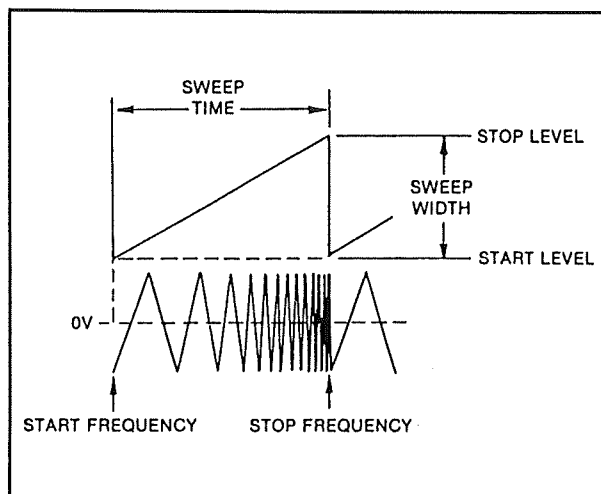 SWEEP
TIME
STOP LEVEL
SWEEP
WIDTH
START LEVEL
0V
START FREQUENCY
STOP FREQUENCY